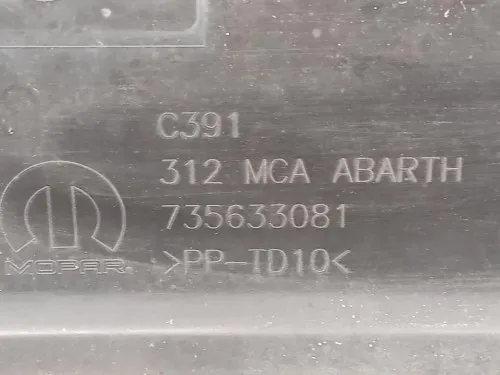 C391
312 MCA ABARTH
735633081
MOPAR
>PP-TD10<